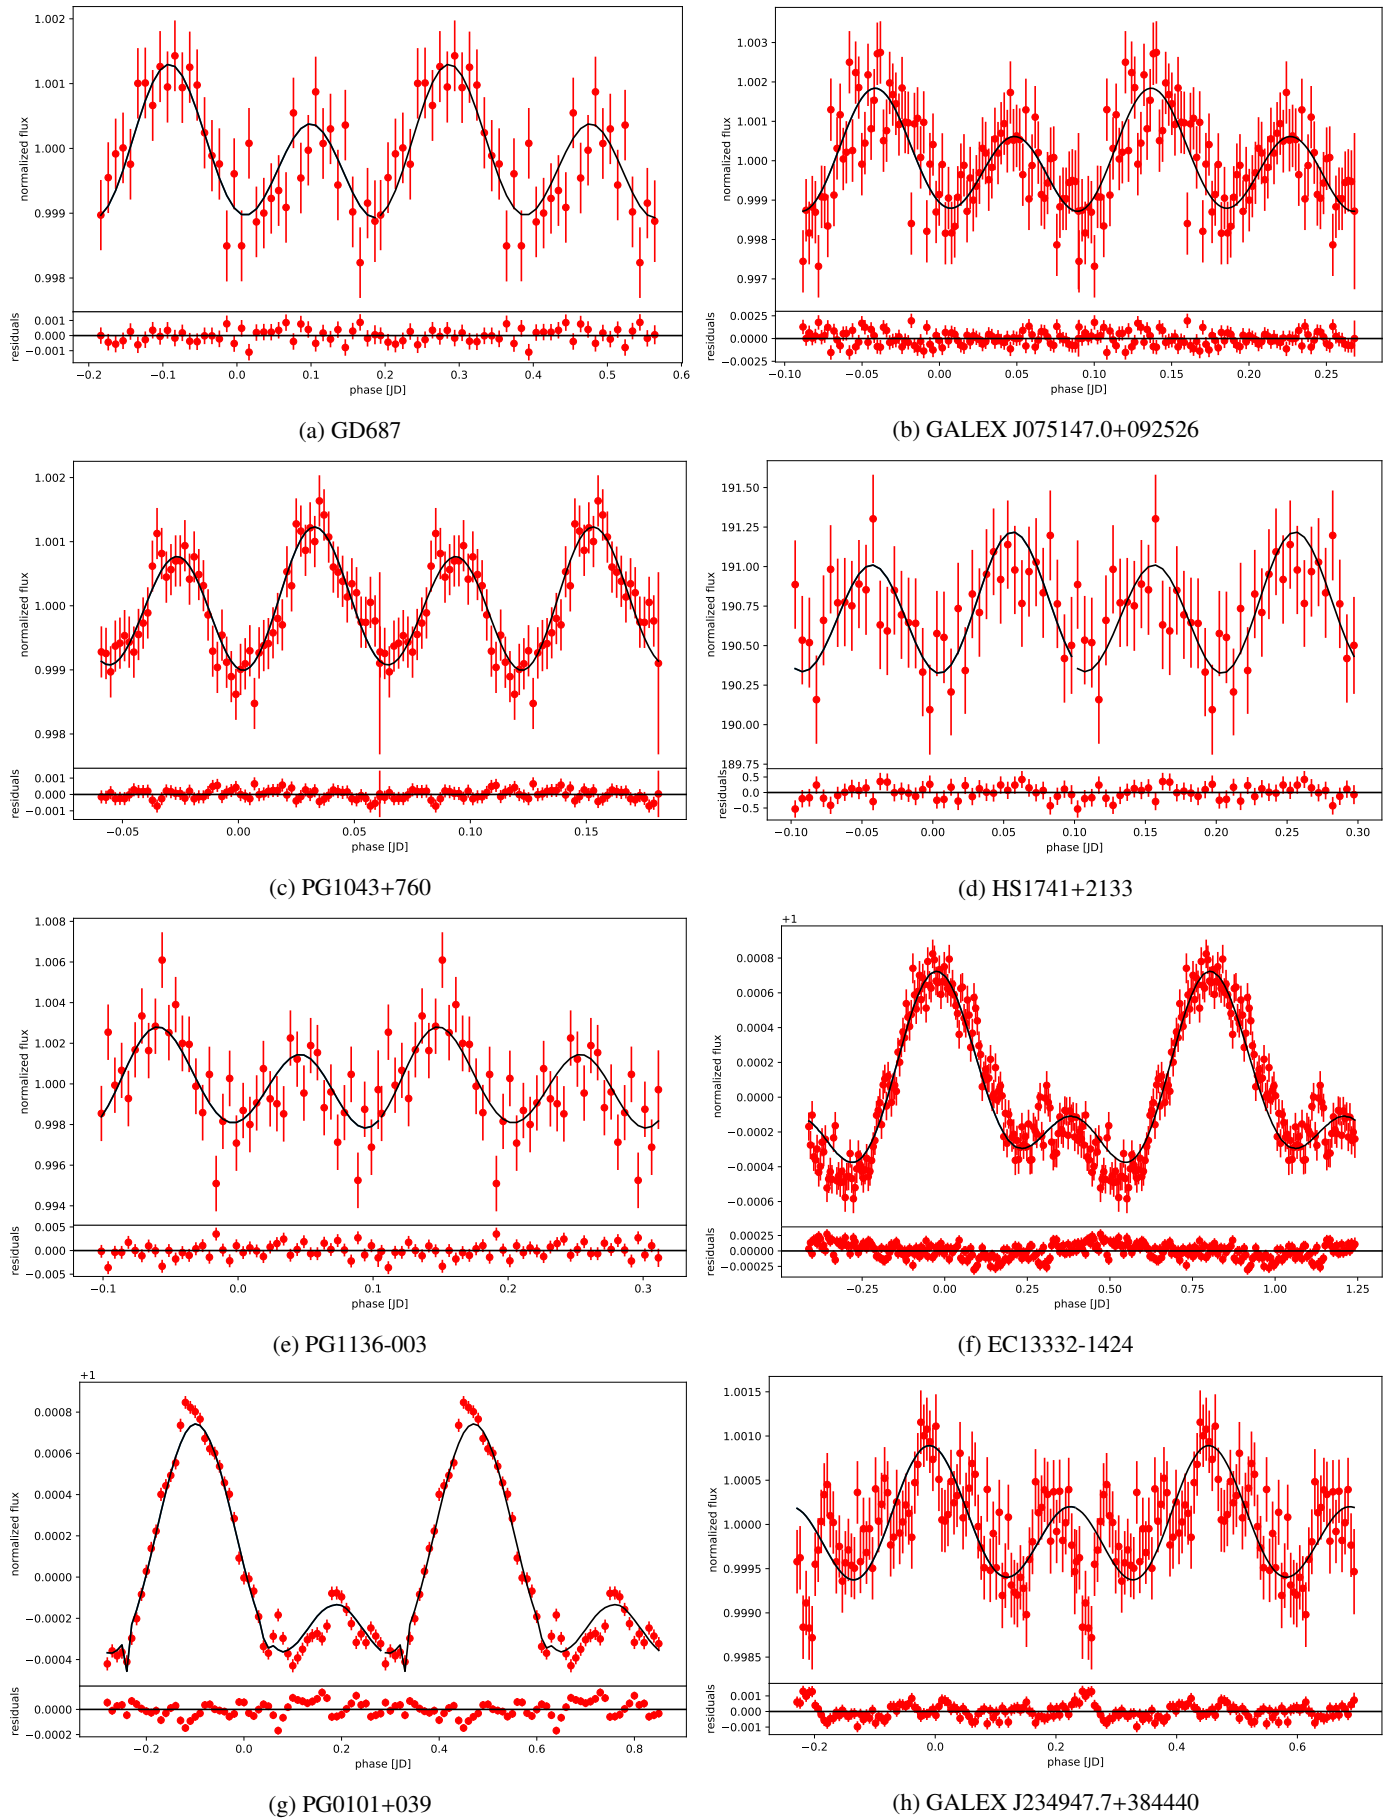 1.002
1.001
1.000
0.999
0.998
normalized flux
0.001
0.000
−0.001
residuals
−0.2 −0.1 0.0 0.1 0.2 0.3 0.4 0.5 0.6
phase [JD]
(a) GD687
1.003
1.002
1.001
1.000
0.999
0.998
0.997
normalized flux
0.0025
0.0000
−0.0025
residuals
−0.10 −0.05 0.00 0.05 0.10 0.15 0.20 0.25
phase [JD]
(b) GALEX J075147.0+092526
1.002
1.001
1.000
0.999
0.998
normalized flux
0.001
0.000
−0.001
residuals
−0.05 0.00 0.05 0.10 0.15
phase [JD]
(c) PG1043+760
191.50
191.25
191.00
190.75
190.50
190.25
190.00
189.75
normalized flux
0.5
0.0
−0.5
residuals
−0.10 −0.05 0.00 0.05 0.10 0.15 0.20 0.25 0.30
phase [JD]
(d) HS1741+2133
1.008
1.006
1.004
1.002
1.000
0.998
0.996
0.994
normalized flux
0.005
0.000
−0.005
residuals
−0.1 0.0 0.1 0.2 0.3
phase [JD]
(e) PG1136-003
+1
0.0008
0.0006
0.0004
0.0002
0.0000
−0.0002
−0.0004
−0.0006
normalized flux
0.00025
0.00000
−0.00025
residuals
−0.25 0.00 0.25 0.50 0.75 1.00 1.25
phase [JD]
(f) EC13332-1424
+1
0.0008
0.0006
0.0004
0.0002
0.0000
−0.0002
−0.0004
normalized flux
0.0000
−0.0002
residuals
−0.2 0.0 0.2 0.4 0.6 0.8
phase [JD]
(g) PG0101+039
1.0015
1.0010
1.0005
1.0000
0.9995
0.9990
0.9985
normalized flux
0.001
0.000
−0.001
residuals
−0.2 0.0 0.2 0.4 0.6
phase [JD]
(h) GALEX J234947.7+384440